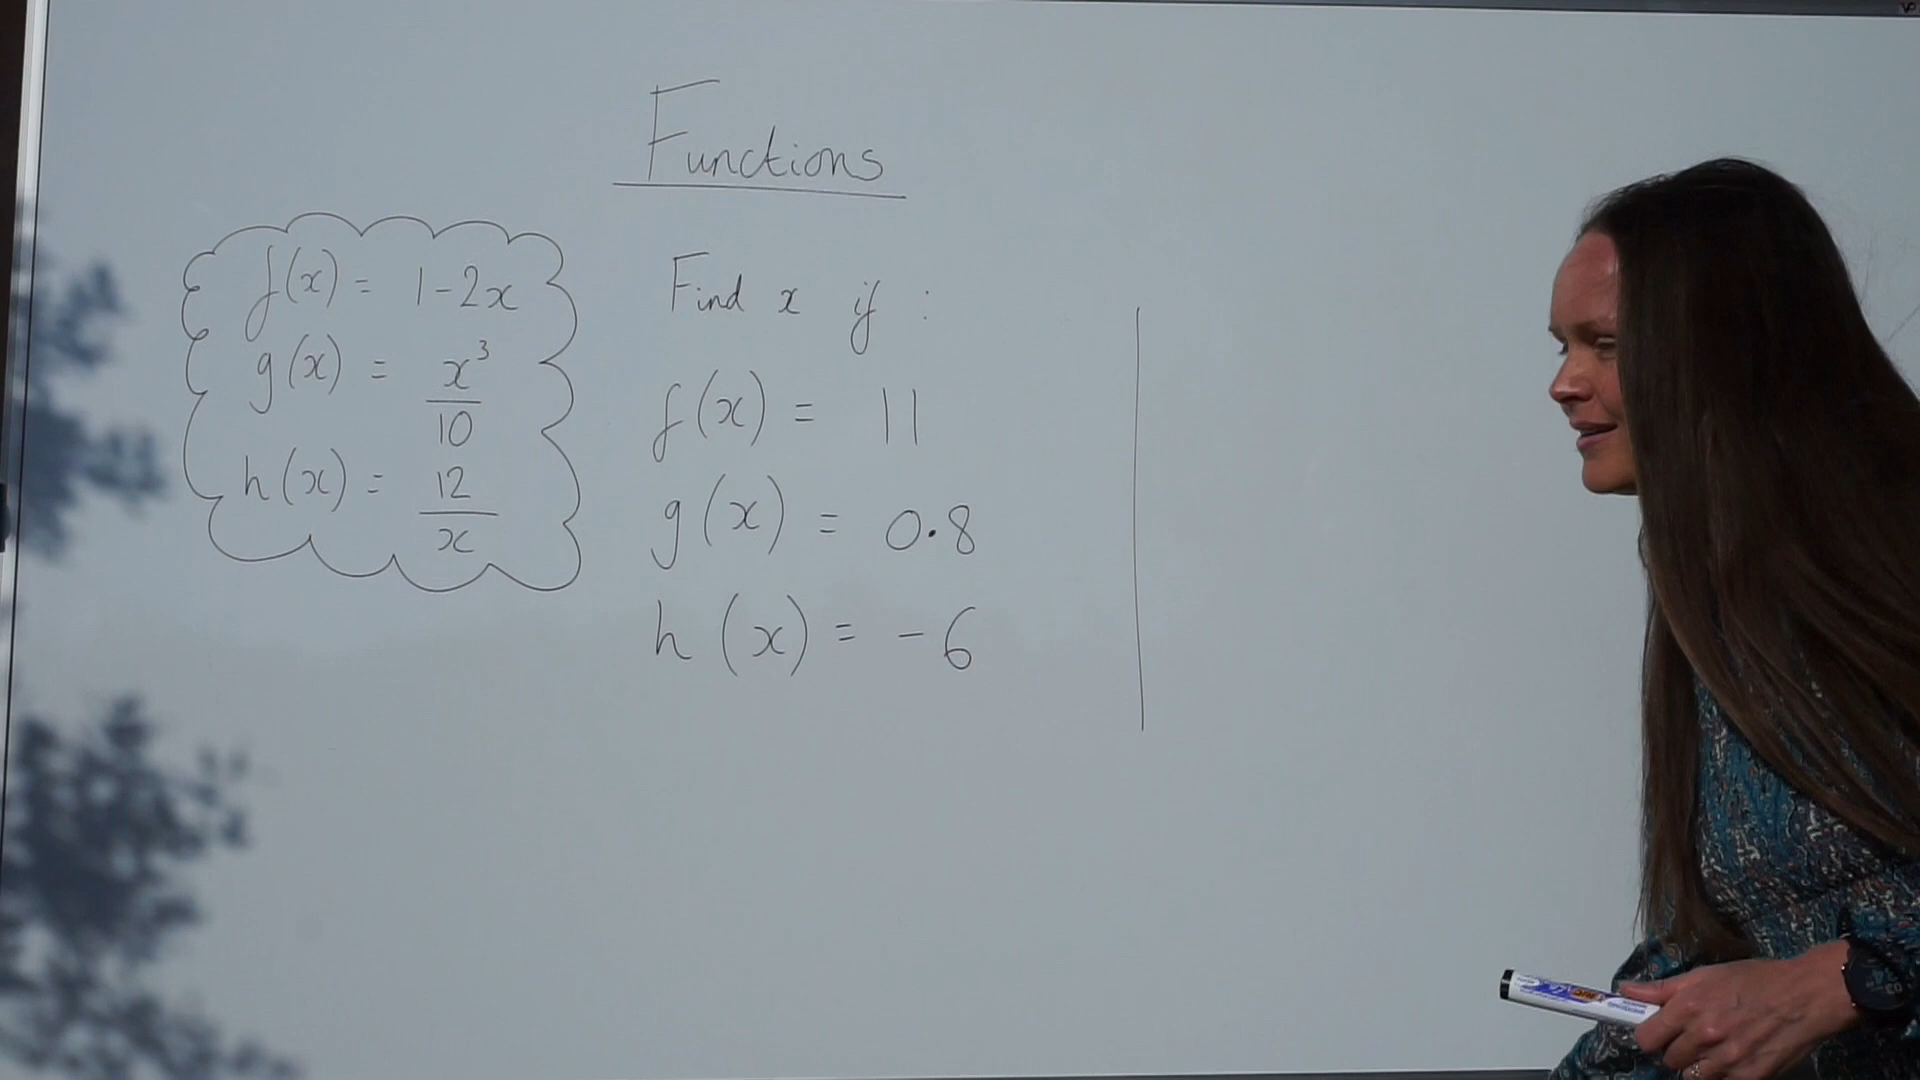 Functions
f(x) = 1-2x
g(x) = x³/10
h(x) = 12/x
Find x if :
f(x) = 11
g(x) = 0.8
h(x) = -6